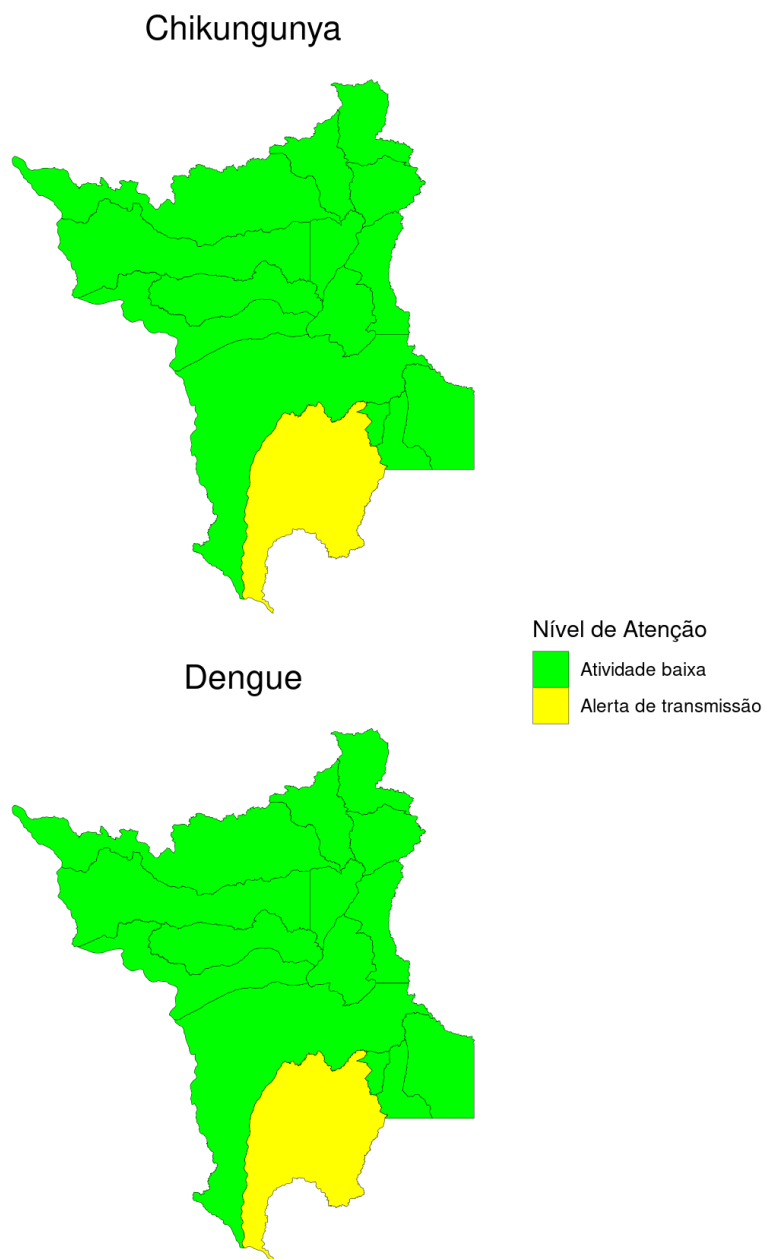 Chikungunya
Nível de Atenção
Atividade baixa
Alerta de transmissão
Dengue